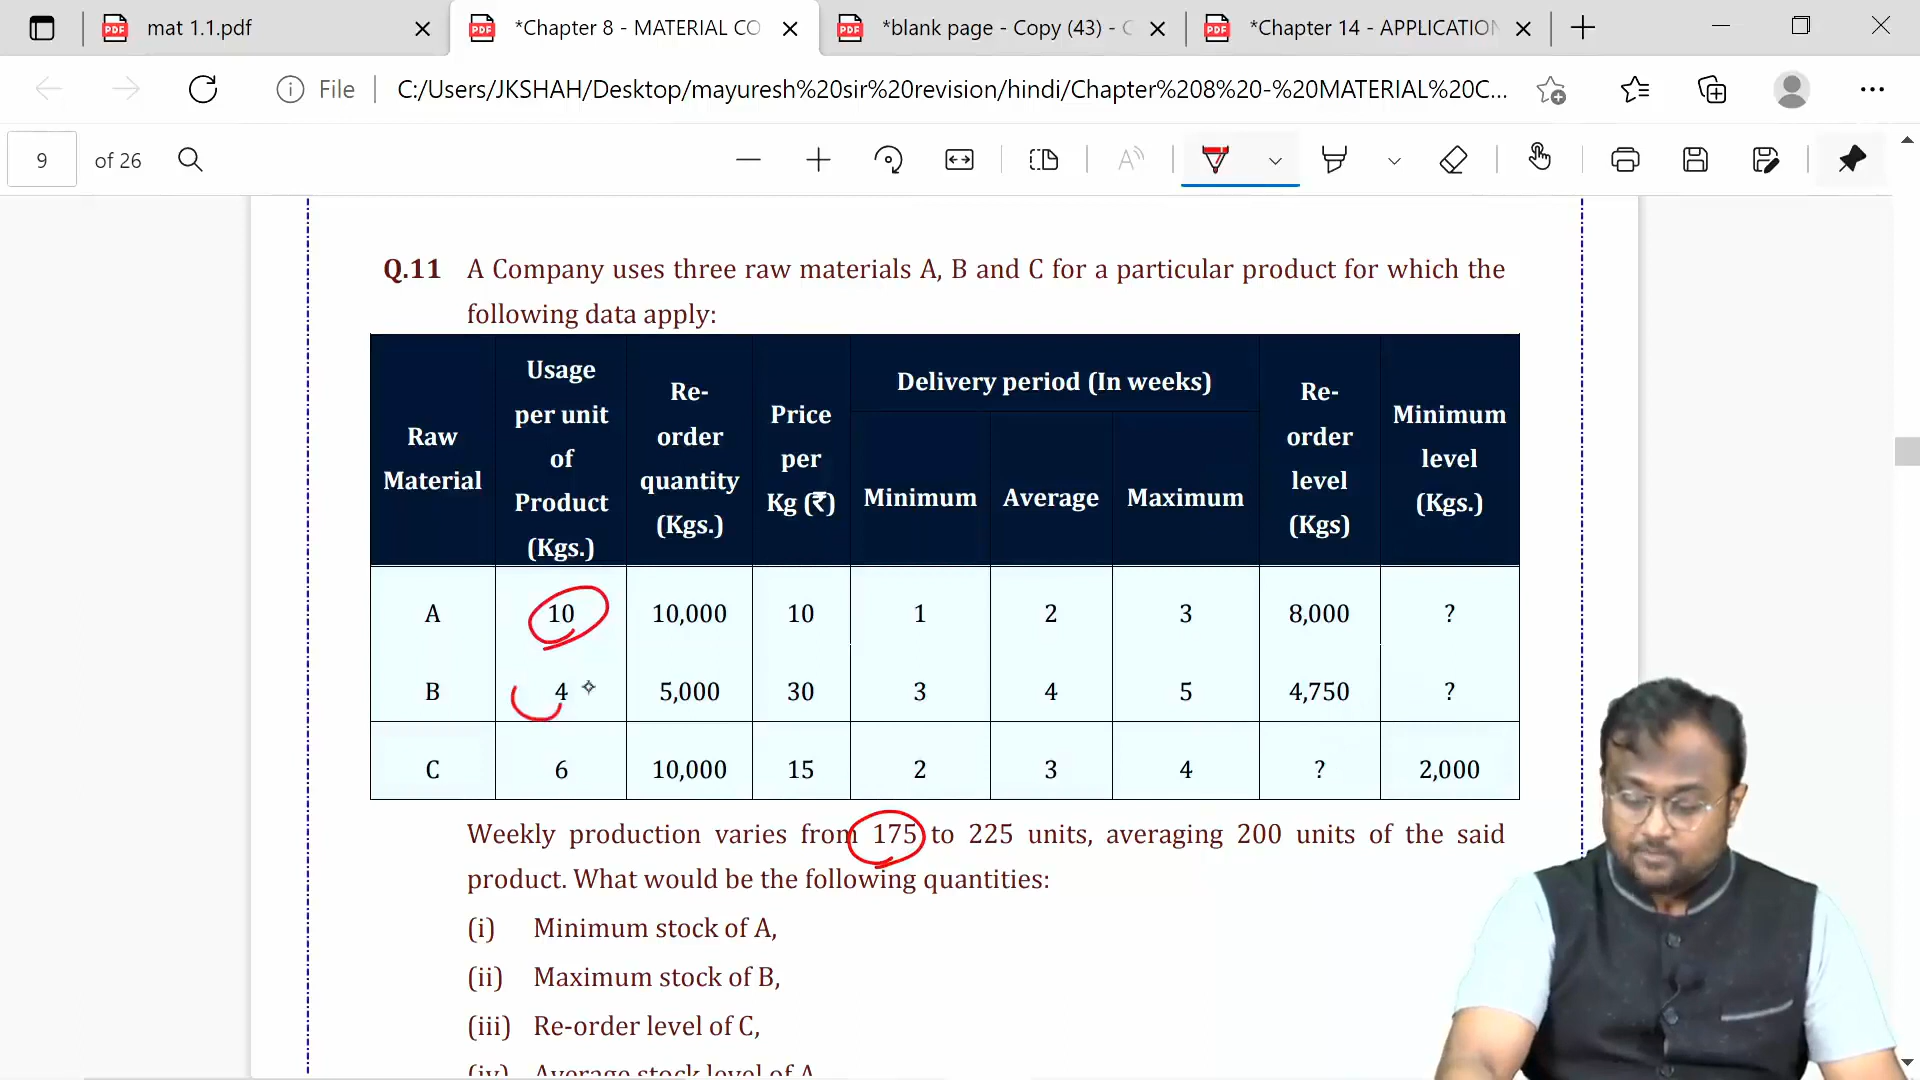 mat 1.1.pdf
*Chapter 8 - MATERIAL CO
*blank page - Copy (43) - C
*Chapter 14 - APPLICATION
File
C:/Users/JKSHAH/Desktop/mayuresh%20sir%20revision/hindi/Chapter%208%20-%20MATERIAL%20C...
9 of 26
Q.11 A Company uses three raw materials A, B and C for a particular product for which the
following data apply:
Raw Material
Usage per unit of Product (Kgs.)
Re-order quantity (Kgs.)
Price per Kg (₹)
Delivery period (In weeks)
Minimum Average Maximum
Re-order level (Kgs)
Minimum level (Kgs.)
A 10 10,000 10 1 2 3 8,000 ?
B 4 5,000 30 3 4 5 4,750 ?
C 6 10,000 15 2 3 4 ? 2,000
Weekly production varies from 175 to 225 units, averaging 200 units of the said
product. What would be the following quantities:
(i) Minimum stock of A,
(ii) Maximum stock of B,
(iii) Re-order level of C,
(iv) Average stock level of A